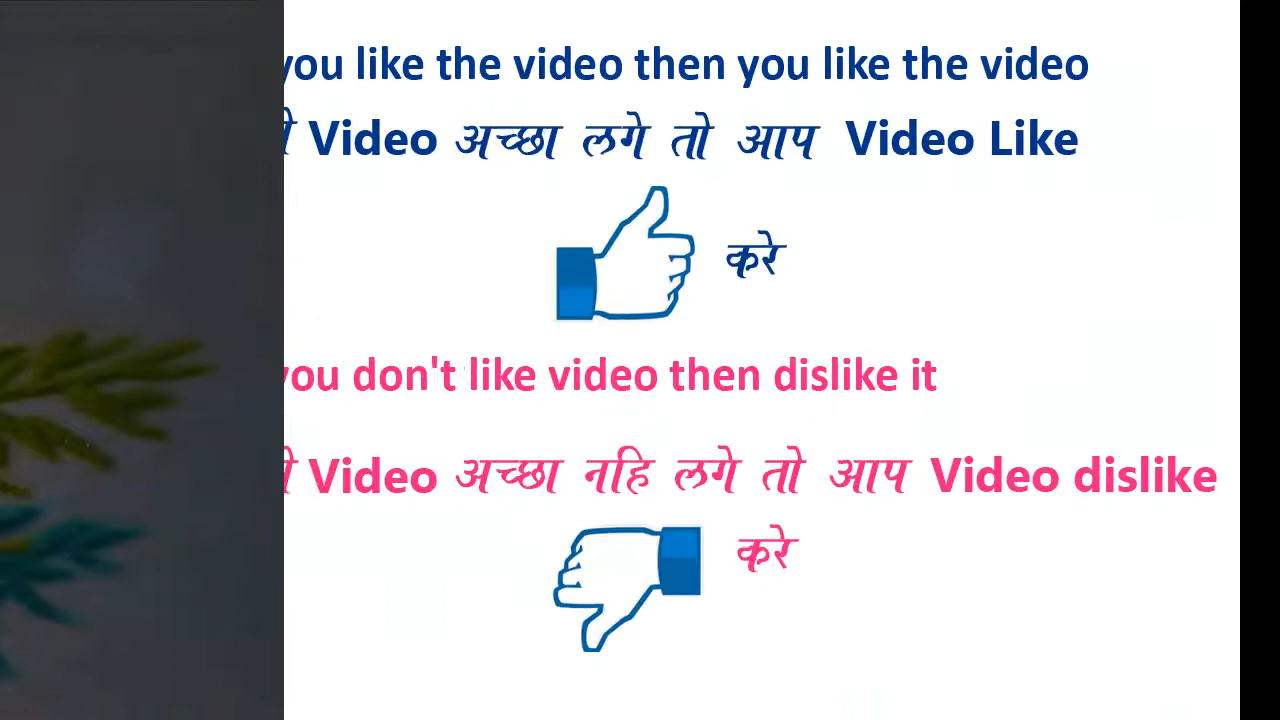 you like the video then you like the video
Video अच्छा लगे तो आप Video Like
करे
you don't like video then dislike it
Video अच्छा नहि लगे तो आप Video dislike
करे